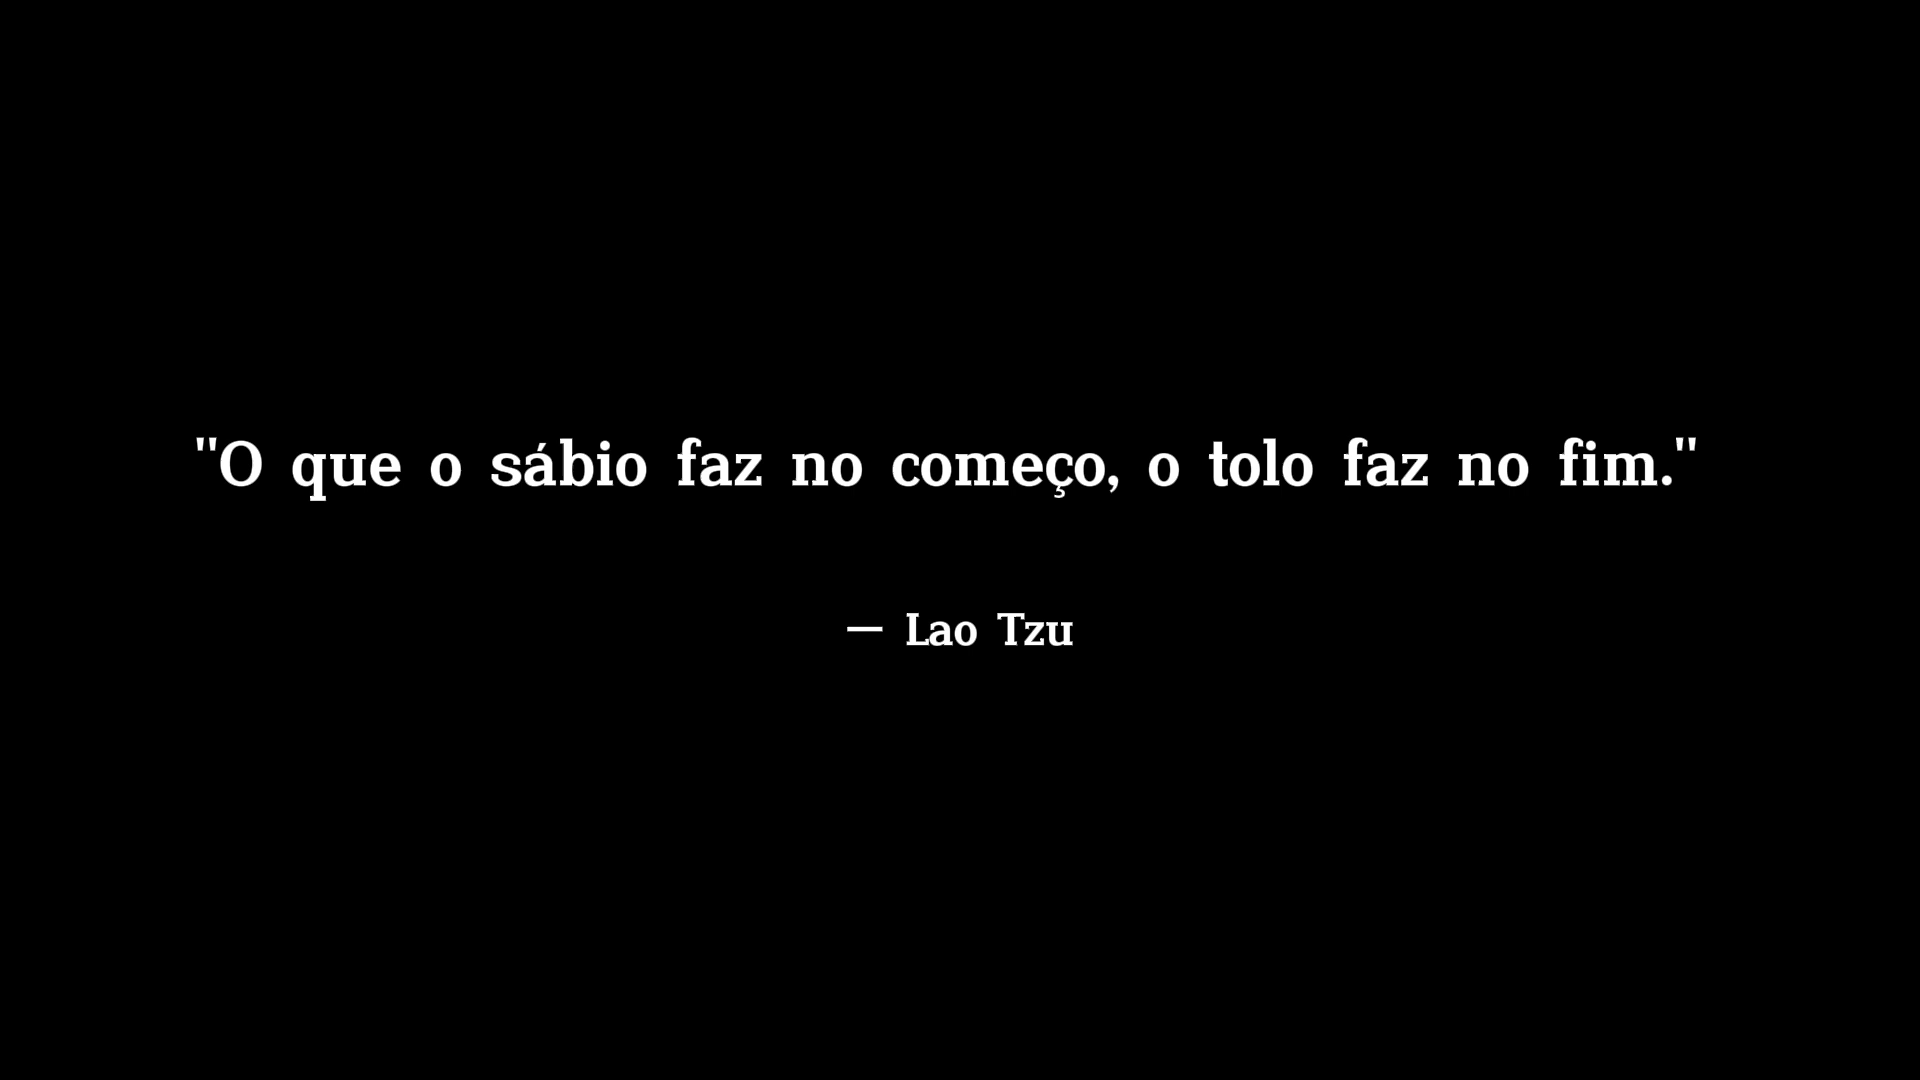 "O que o sábio faz no começo, o tolo faz no fim."
— Lao Tzu